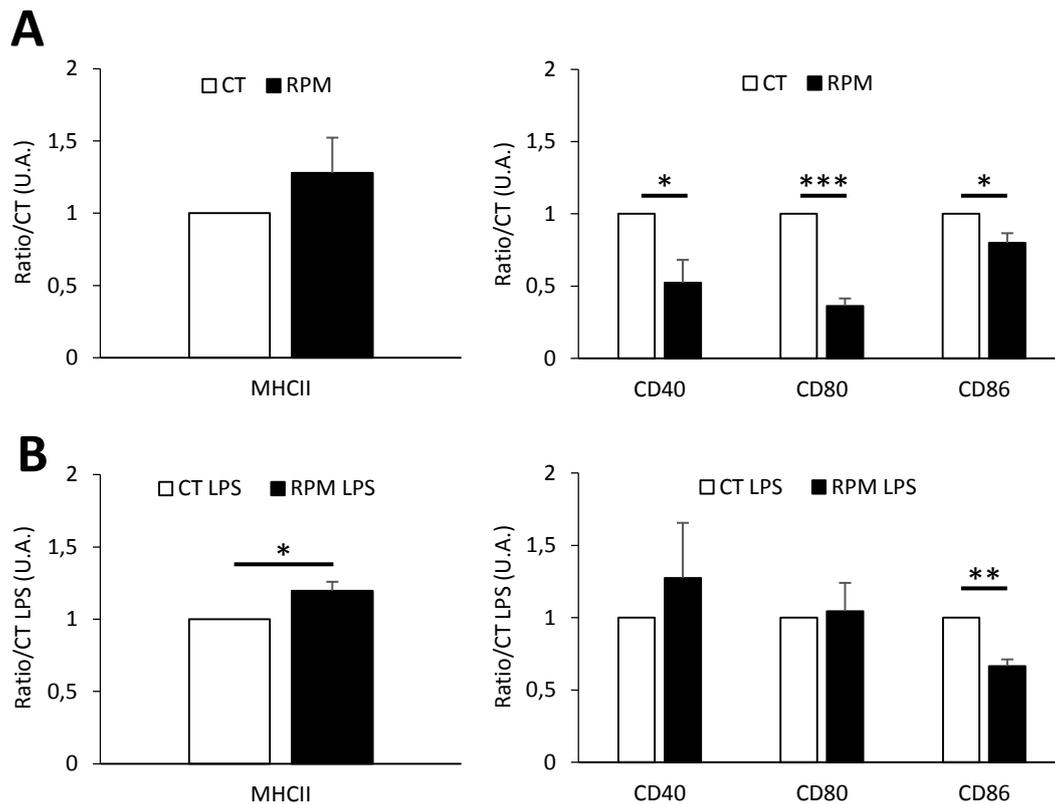 A
2
1,5
1
0,5
0
Ratio/CT (U.A.)
CT RPM
MHCII
2
1,5
1
0,5
0
Ratio/CT (U.A.)
CT RPM
* *** *
CD40 CD80 CD86
B
2
1,5
1
0,5
0
Ratio/CT LPS (U.A.)
CT LPS RPM LPS
*
MHCII
2
1,5
1
0,5
0
Ratio/CT LPS (U.A.)
CT LPS RPM LPS
**
CD40 CD80 CD86